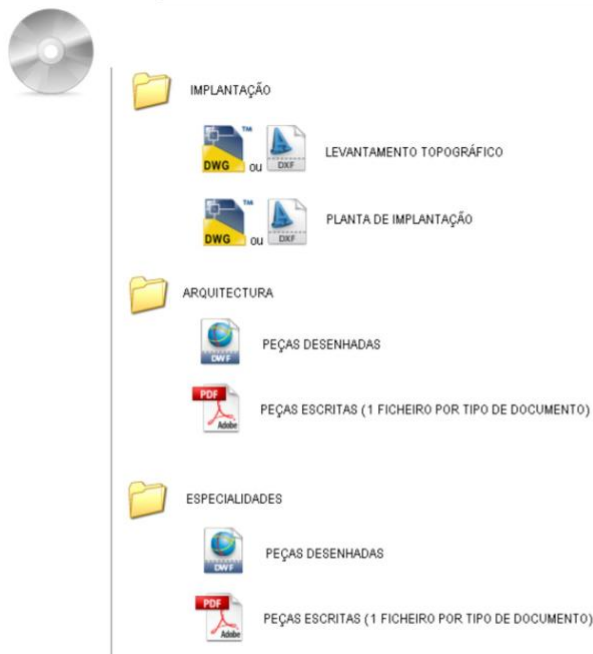 IMPLANTAÇÃO
DWG TM ou DXF LEVANTAMENTO TOPOGRÁFICO
DWG TM ou DXF PLANTA DE IMPLANTAÇÃO
ARQUITECTURA
DWF PEÇAS DESENHADAS
PDF Adobe PEÇAS ESCRITAS (1 FICHEIRO POR TIPO DE DOCUMENTO)
ESPECIALIDADES
DWF PEÇAS DESENHADAS
PDF Adobe PEÇAS ESCRITAS (1 FICHEIRO POR TIPO DE DOCUMENTO)